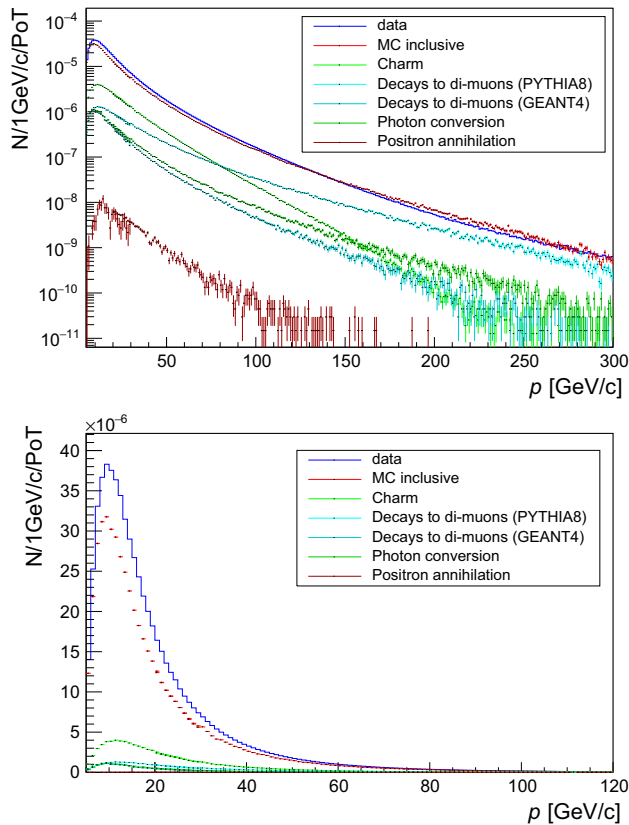 N/1GeV/c/PoT
10⁻⁴
10⁻⁵
10⁻⁶
10⁻⁷
10⁻⁸
10⁻⁹
10⁻¹⁰
10⁻¹¹
data
MC inclusive
Charm
Decays to di-muons (PYTHIA8)
Decays to di-muons (GEANT4)
Photon conversion
Positron annihilation
50 100 150 200 250 300
p [GeV/c]
×10⁻⁶
N/1GeV/c/PoT
40
35
30
25
20
15
10
5
0
data
MC inclusive
Charm
Decays to di-muons (PYTHIA8)
Decays to di-muons (GEANT4)
Photon conversion
Positron annihilation
20 40 60 80 100 120
p [GeV/c]